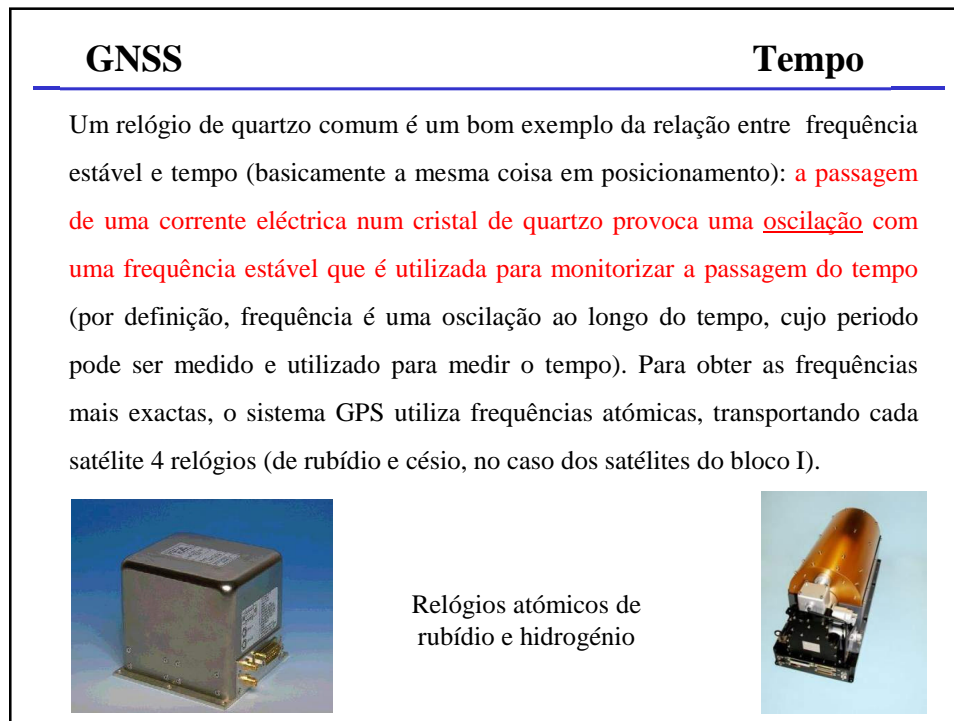 GNSS Tempo
Um relógio de quartzo comum é um bom exemplo da relação entre frequência
estável e tempo (basicamente a mesma coisa em posicionamento): a passagem
de uma corrente eléctrica num cristal de quartzo provoca uma oscilação com
uma frequência estável que é utilizada para monitorizar a passagem do tempo
(por definição, frequência é uma oscilação ao longo do tempo, cujo periodo
pode ser medido e utilizado para medir o tempo). Para obter as frequências
mais exactas, o sistema GPS utiliza frequências atómicas, transportando cada
satélite 4 relógios (de rubídio e césio, no caso dos satélites do bloco I).
Relógios atómicos de
rubídio e hidrogénio